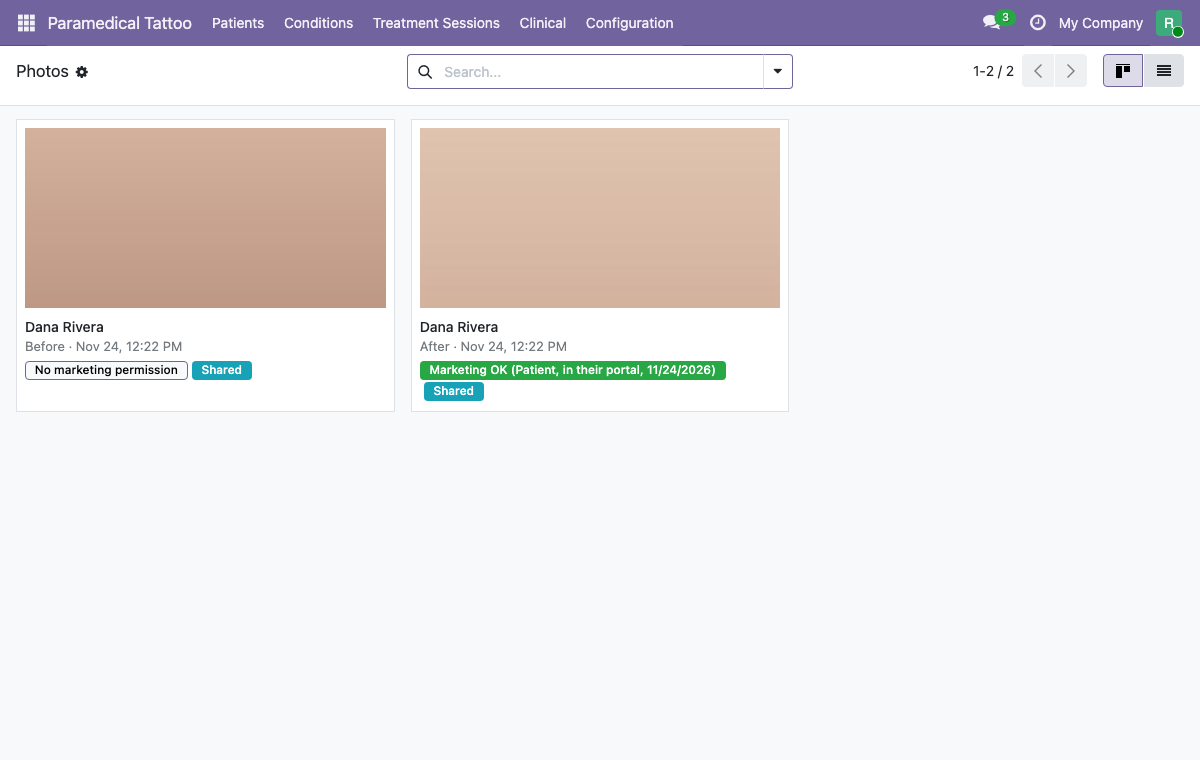 Paramedical Tattoo Patients Conditions Treatment Sessions Clinical Configuration 3 My Company R
Photos Search... 1-2 / 2
Dana Rivera
Before · Nov 24, 12:22 PM
No marketing permission Shared
Dana Rivera
After · Nov 24, 12:22 PM
Marketing OK (Patient, in their portal, 11/24/2026)
Shared